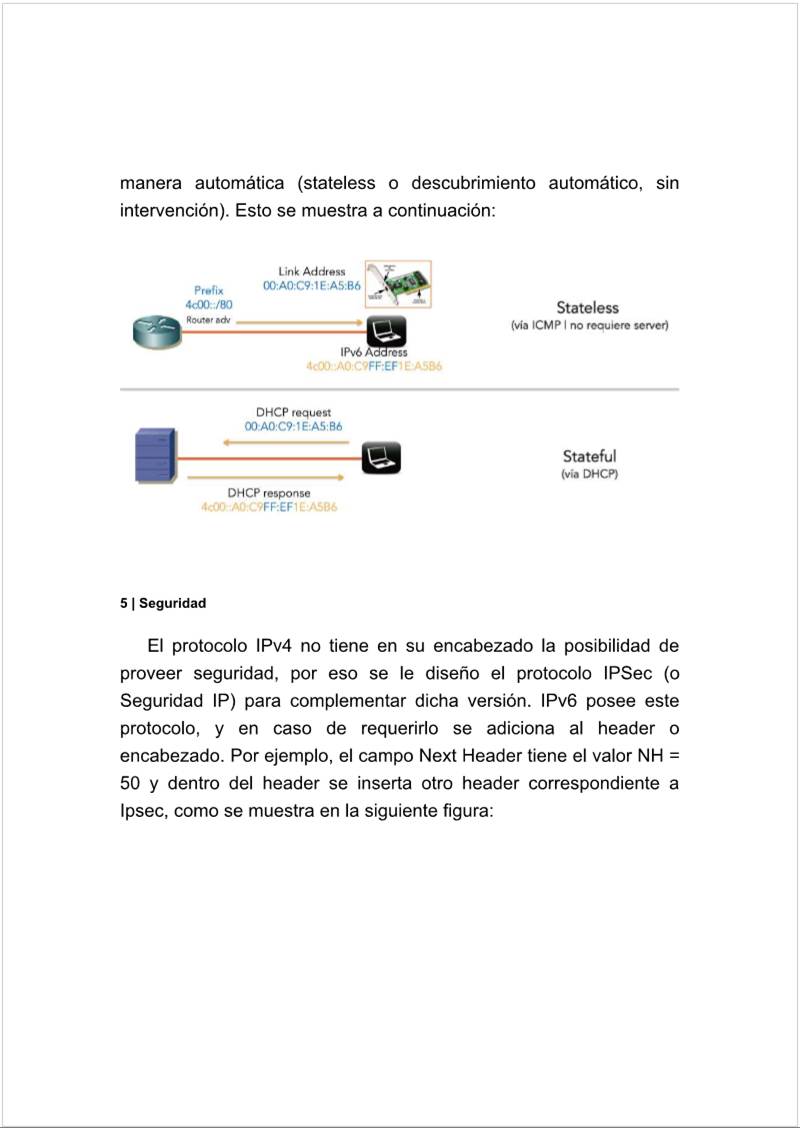 manera automática (stateless o descubrimiento automático, sin
intervención). Esto se muestra a continuación:
Link Address
00:A0:C9:1E:A5:B6
Prefix
4c00::/80
Router adv
IPv6 Address
4c00::A0:C9FF:EF1E:A5B6
Stateless
(vía ICMP | no requiere server)
DHCP request
00:A0:C9:1E:A5:B6
DHCP response
4c00::A0:C9FF:EF1E:A5B6
Stateful
(vía DHCP)
5 | Seguridad
El protocolo IPv4 no tiene en su encabezado la posibilidad de
proveer seguridad, por eso se le diseño el protocolo IPSec (o
Seguridad IP) para complementar dicha versión. IPv6 posee este
protocolo, y en caso de requerirlo se adiciona al header o
encabezado. Por ejemplo, el campo Next Header tiene el valor NH =
50 y dentro del header se inserta otro header correspondiente a
Ipsec, como se muestra en la siguiente figura: